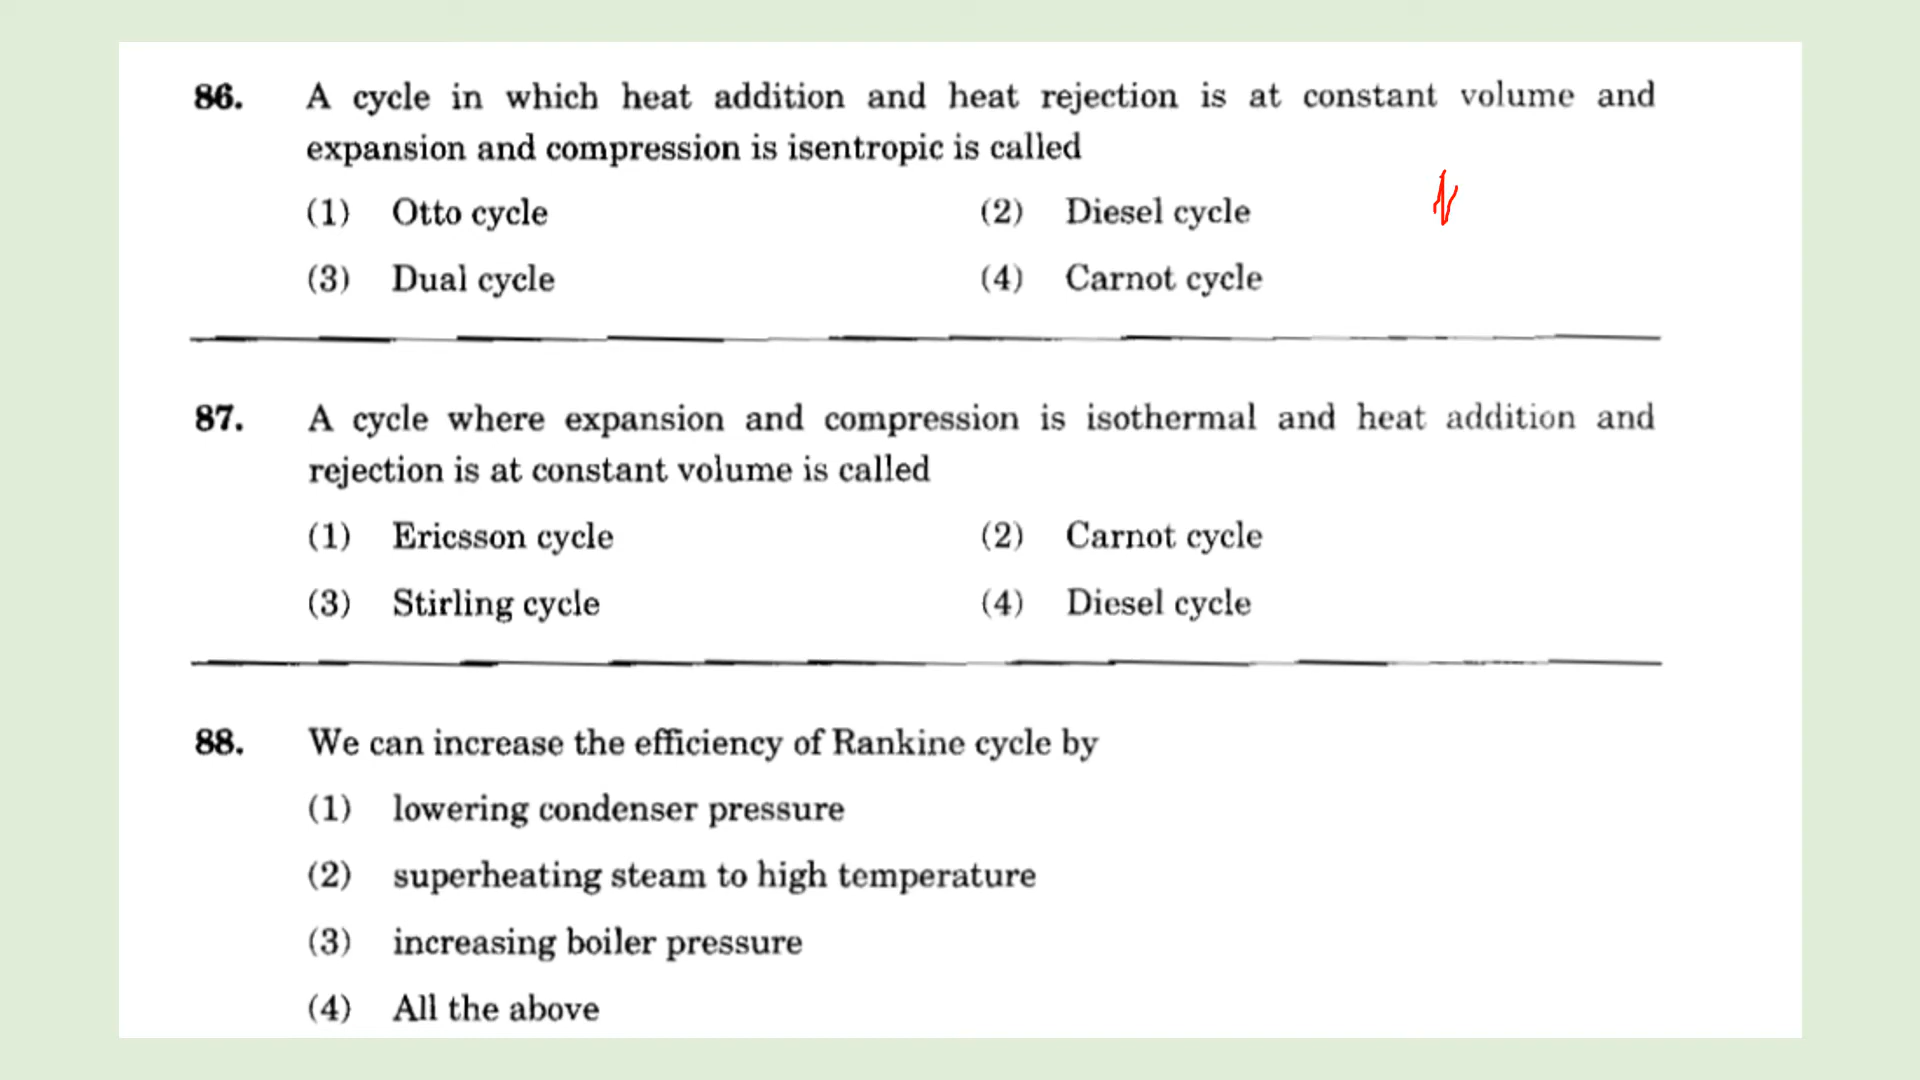 86. A cycle in which heat addition and heat rejection is at constant volume and
expansion and compression is isentropic is called
(1) Otto cycle (2) Diesel cycle
(3) Dual cycle (4) Carnot cycle
87. A cycle where expansion and compression is isothermal and heat addition and
rejection is at constant volume is called
(1) Ericsson cycle (2) Carnot cycle
(3) Stirling cycle (4) Diesel cycle
88. We can increase the efficiency of Rankine cycle by
(1) lowering condenser pressure
(2) superheating steam to high temperature
(3) increasing boiler pressure
(4) All the above